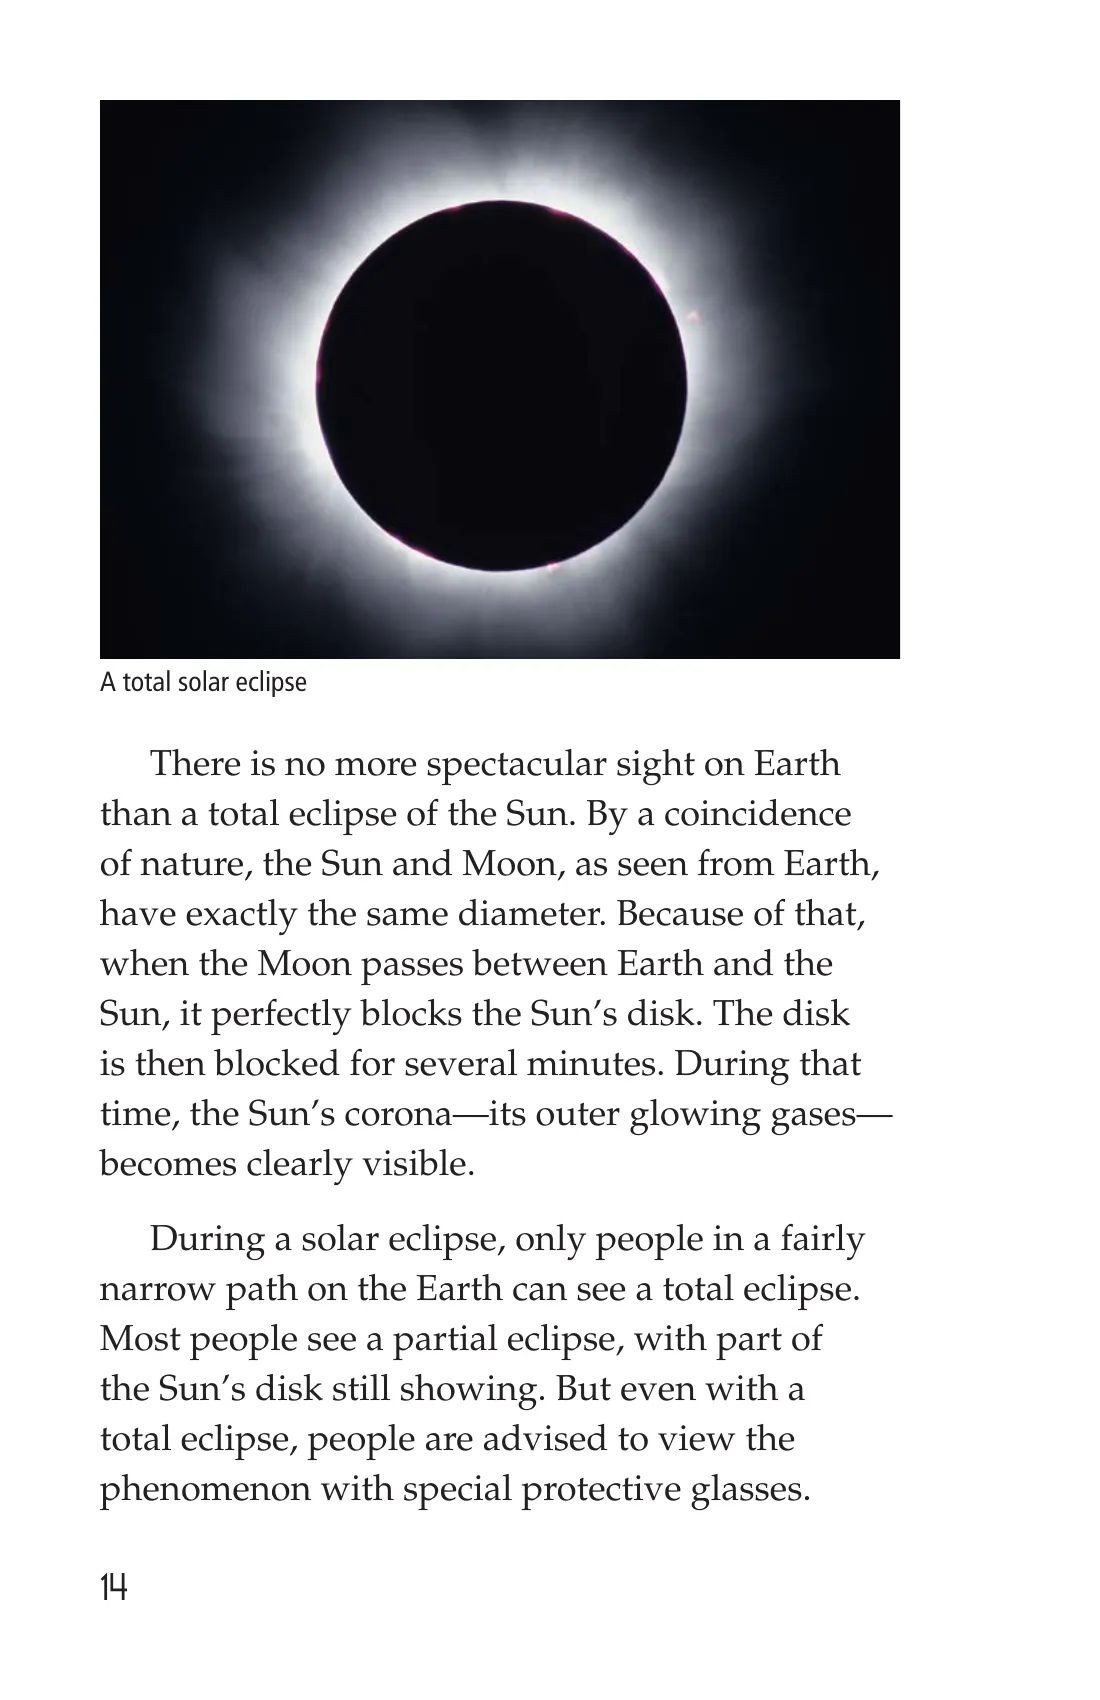 A total solar eclipse
There is no more spectacular sight on Earth
than a total eclipse of the Sun. By a coincidence
of nature, the Sun and Moon, as seen from Earth,
have exactly the same diameter. Because of that,
when the Moon passes between Earth and the
Sun, it perfectly blocks the Sun’s disk. The disk
is then blocked for several minutes. During that
time, the Sun’s corona—its outer glowing gases—
becomes clearly visible.
During a solar eclipse, only people in a fairly
narrow path on the Earth can see a total eclipse.
Most people see a partial eclipse, with part of
the Sun’s disk still showing. But even with a
total eclipse, people are advised to view the
phenomenon with special protective glasses.
14